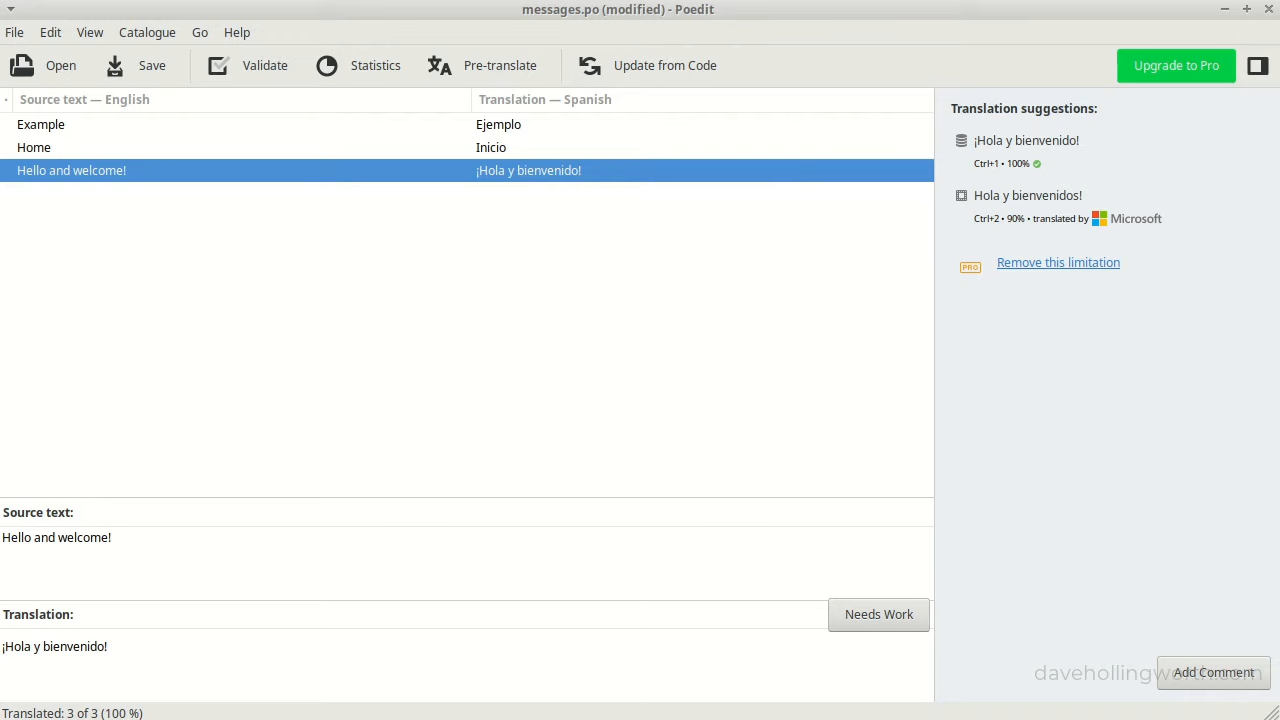 messages.po (modified) - Poedit
File Edit View Catalogue Go Help
Open Save Validate Statistics Pre-translate Update from Code Upgrade to Pro
Source text — English Translation — Spanish
Example Ejemplo
Home Inicio
Hello and welcome! ¡Hola y bienvenido!
Source text:
Hello and welcome!
Translation:
Needs Work
¡Hola y bienvenido!
Translated: 3 of 3 (100 %)
Translation suggestions:
¡Hola y bienvenido!
Ctrl+1 • 100%
Hola y bienvenidos!
Ctrl+2 • 90% • translated by Microsoft
PRO Remove this limitation
Add Comment
davehollingworth.com